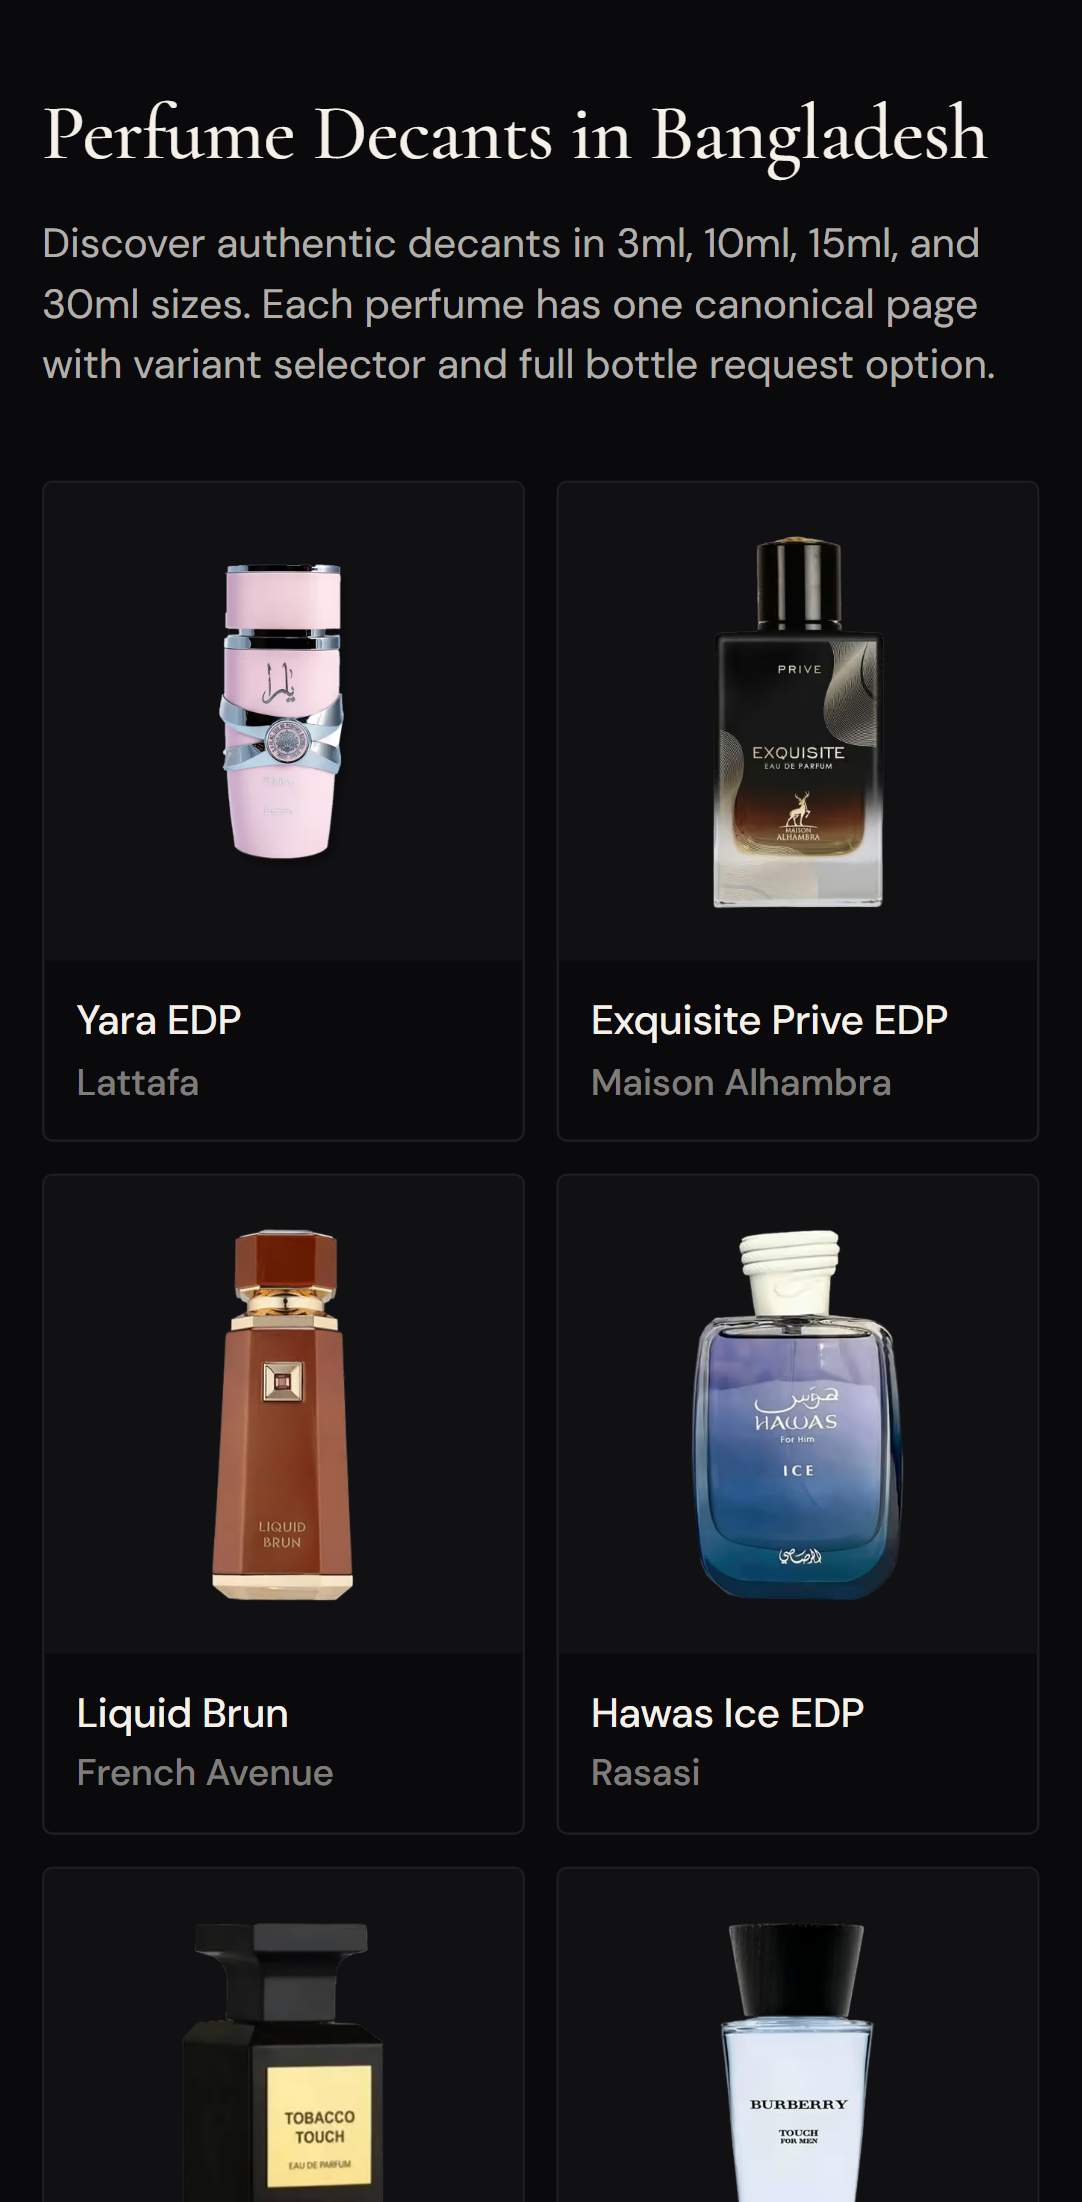 Perfume Decants in Bangladesh
Discover authentic decants in 3ml, 10ml, 15ml, and
30ml sizes. Each perfume has one canonical page
with variant selector and full bottle request option.
يارا
PRIVE
EXQUISITE
EAU DE PARFUM
MAISON
ALHAMBRA
Yara EDP
Lattafa
Exquisite Prive EDP
Maison Alhambra
LIQUID
BRUN
هوس
HAWAS
For Him
ICE
الرصاصي
Liquid Brun
French Avenue
Hawas Ice EDP
Rasasi
TOBACCO
TOUCH
EAU DE PARFUM
BURBERRY
TOUCH
FOR MEN